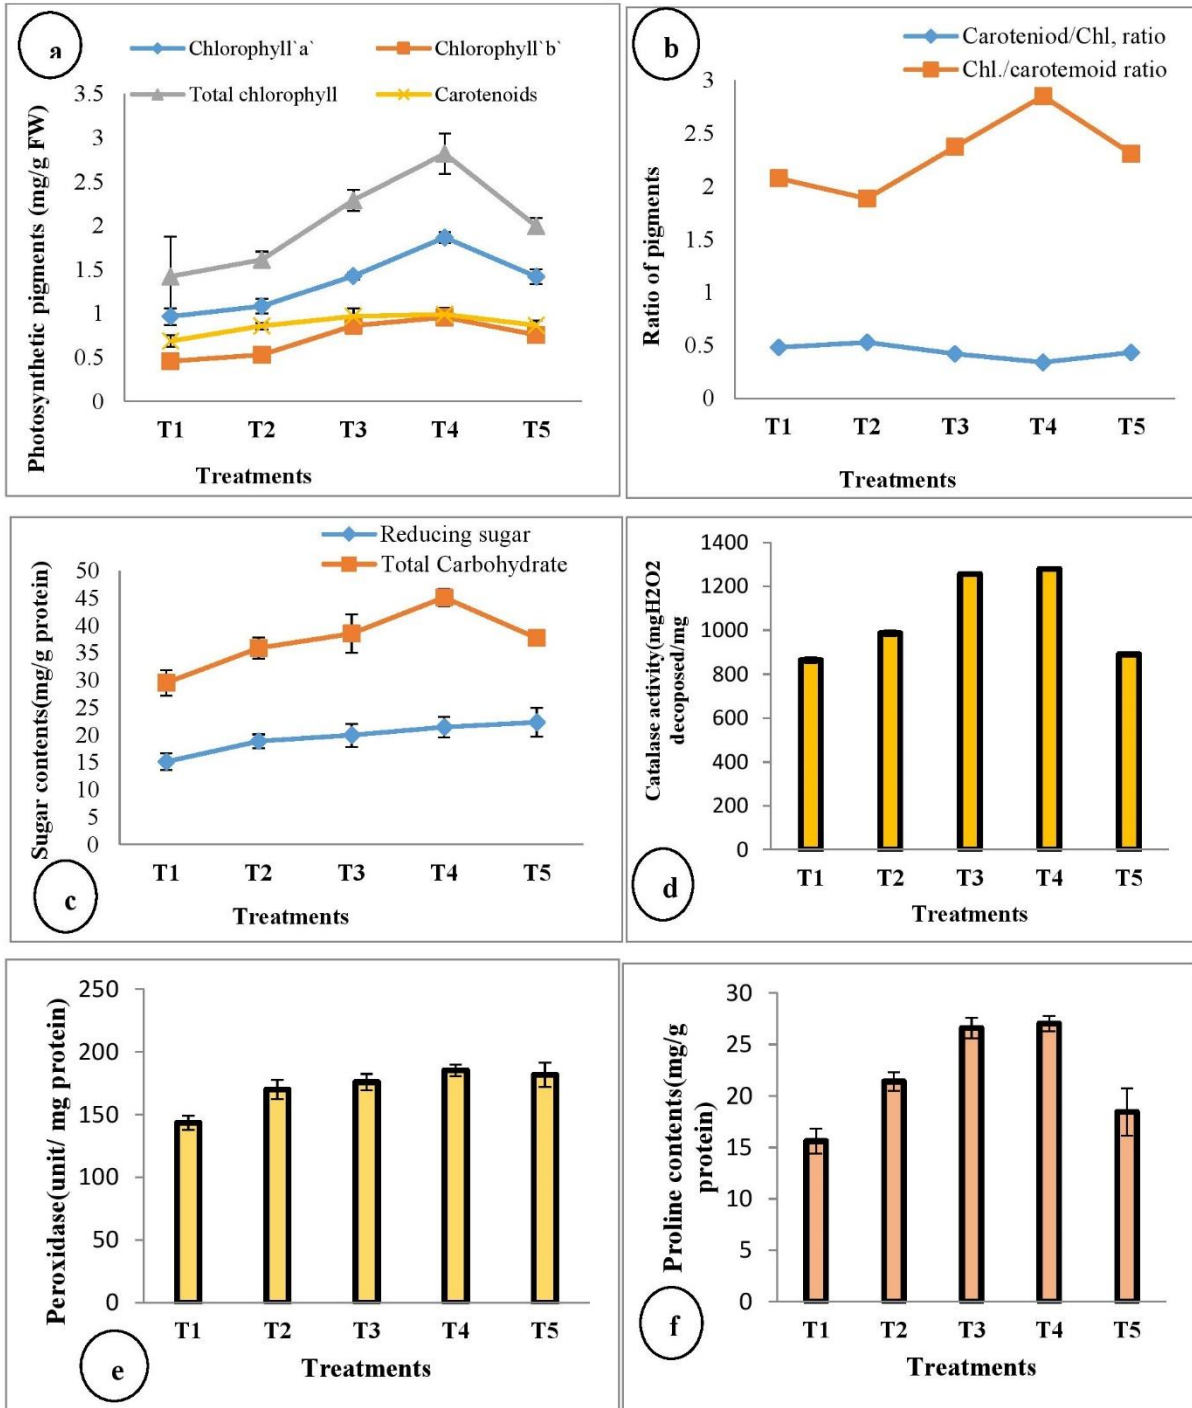 a
Chlorophyll`a`
Chlorophyll`b`
Total chlorophyll
Carotenoids
Photosynthetic pigments (mg/g FW)
3.5
3
2.5
2
1.5
1
0.5
0
T1 T2 T3 T4 T5
Treatments
b
Caroteniod/Chl, ratio
Chl./carotemoid ratio
Ratio of pigments
3
2.5
2
1.5
1
0.5
0
T1 T2 T3 T4 T5
Treatments
Reducing sugar
Total Carbohydrate
Sugar contents(mg/g protein)
50
45
40
35
30
25
20
15
10
5
0
T1 T2 T3 T4 T5
c
Treatments
Catalase activity(mgH2O2
decoposed/mg
1400
1200
1000
800
600
400
200
0
T1 T2 T3 T4 T5
d
Treatments
Peroxidase(unit/ mg protein)
250
200
150
100
50
0
T1 T2 T3 T4 T5
e
Treatments
Proline contents(mg/g
protein)
30
25
20
15
10
5
0
T1 T2 T3 T4 T5
f
Treatments